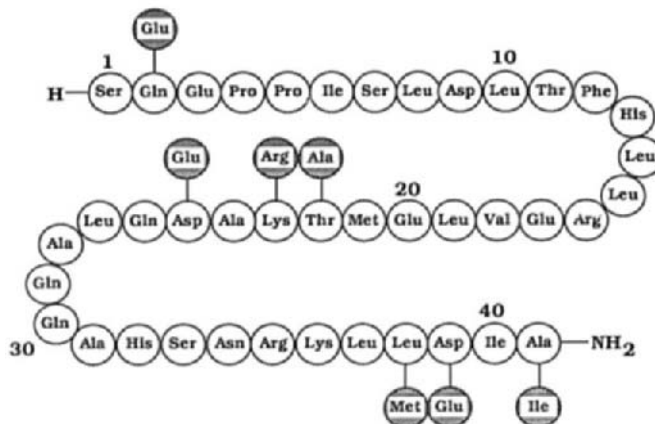 Glu
1 10
H Ser Gln Glu Pro Pro Ile Ser Leu Asp Leu Thr Phe His
Leu
Leu
Glu Arg Ala
20
Leu Gln Asp Ala Lys Thr Met Glu Leu Val Glu Arg
Ala
Gln
Gln
30 40
Ala His Ser Asn Arg Lys Leu Leu Asp Ile Ala NH2
Met Glu Ile